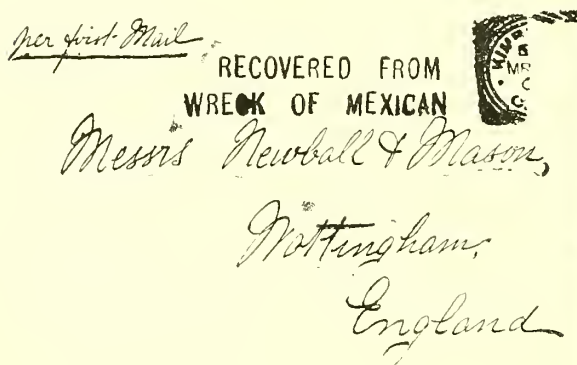 per first Mail
RECOVERED FROM
WRECK OF MEXICAN
Messrs Newball & Mason,
Nottingham,
England